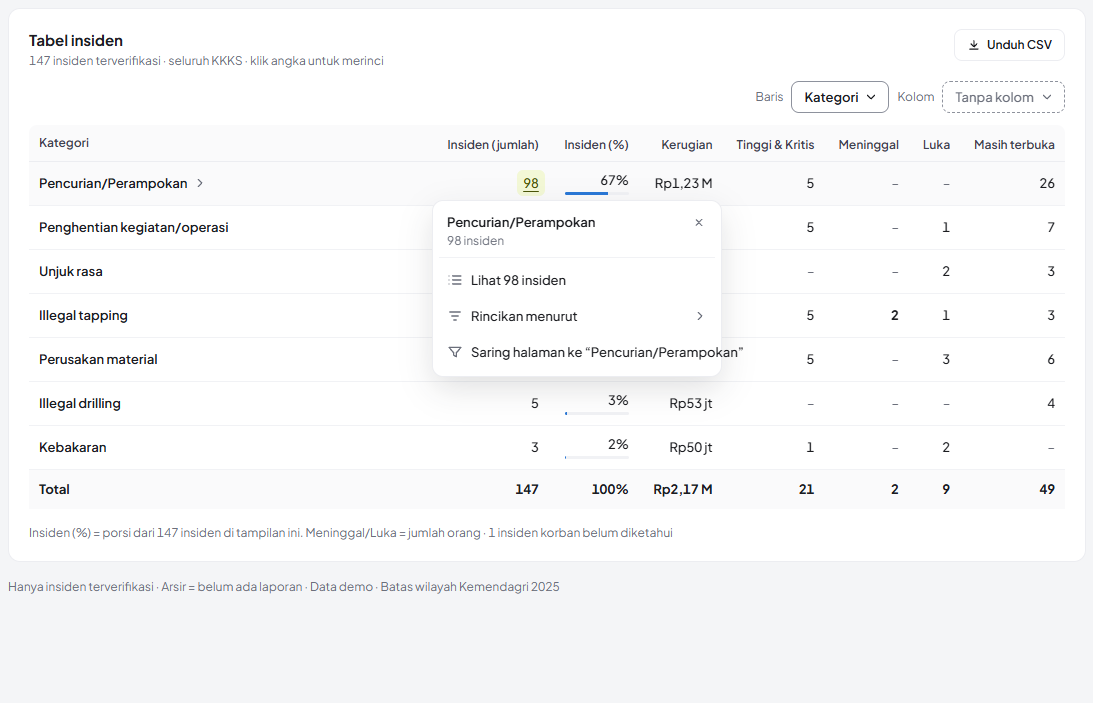 Tabel insiden
147 insiden terverifikasi · seluruh KKKS · klik angka untuk merinci
Unduh CSV
Baris Kategori Kolom Tanpa kolom
Kategori Insiden (jumlah) Insiden (%) Kerugian Tinggi & Kritis Meninggal Luka Masih terbuka
Pencurian/Perampokan 98 67% Rp1,23 M 5 – – 26
Penghentian kegiatan/operasi 5 – 1 7
Unjuk rasa – – 2 3
Illegal tapping 5 2 1 3
Perusakan material 5 – 3 6
Pencurian/Perampokan ×
98 insiden
Lihat 98 insiden
Rincikan menurut
Saring halaman ke “Pencurian/Perampokan”
Illegal drilling 5 3% Rp53 jt – – – 4
Kebakaran 3 2% Rp50 jt 1 – 2 –
Total 147 100% Rp2,17 M 21 2 9 49
Insiden (%) = porsi dari 147 insiden di tampilan ini. Meninggal/Luka = jumlah orang · 1 insiden korban belum diketahui
Hanya insiden terverifikasi · Arsir = belum ada laporan · Data demo · Batas wilayah Kemendagri 2025